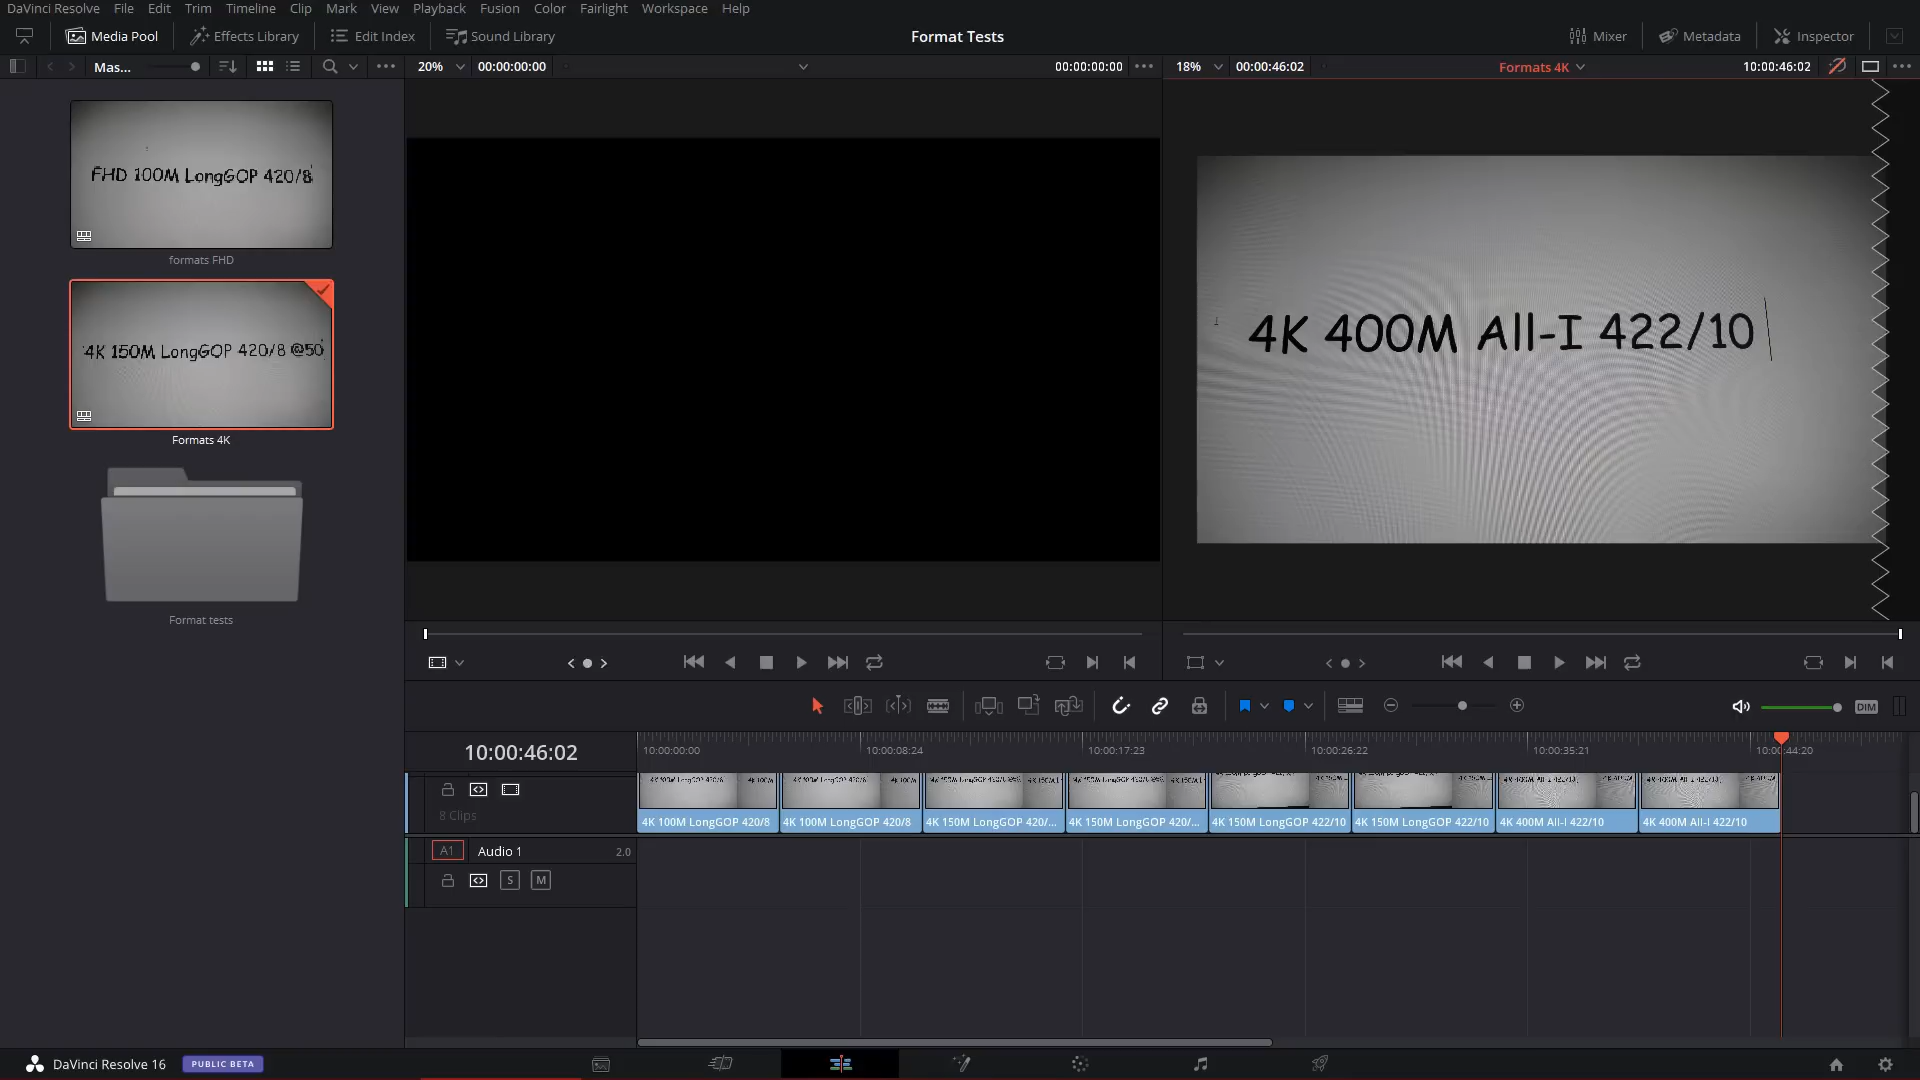 DaVinci Resolve File Edit Trim Timeline Clip Mark View Playback Fusion Color Fairlight Workspace Help
Media Pool Effects Library Edit Index Sound Library Format Tests Mixer Metadata Inspector
Mas... 20% 00:00:00:00 00:00:00:00 18% 00:00:46:02 Formats 4K 10:00:46:02
FHD 100M LongGOP 420/8
formats FHD
4K 150M LongGOP 420/8 @50
Formats 4K
Format tests
4K 400M All-I 422/10
DIM
10:00:46:02 10:00:00:00 10:00:08:24 10:00:17:23 10:00:26:22 10:00:35:21 10:00:44:20
8 Clips
4K 100M LongGOP 420/8 4K 100M LongGOP 420/8 4K 150M LongGOP 420/... 4K 150M LongGOP 420/... 4K 150M LongGOP 422/10 4K 150M LongGOP 422/10 4K 400M All-I 422/10 4K 400M All-I 422/10
A1 Audio 1 2.0
S M
DaVinci Resolve 16 PUBLIC BETA